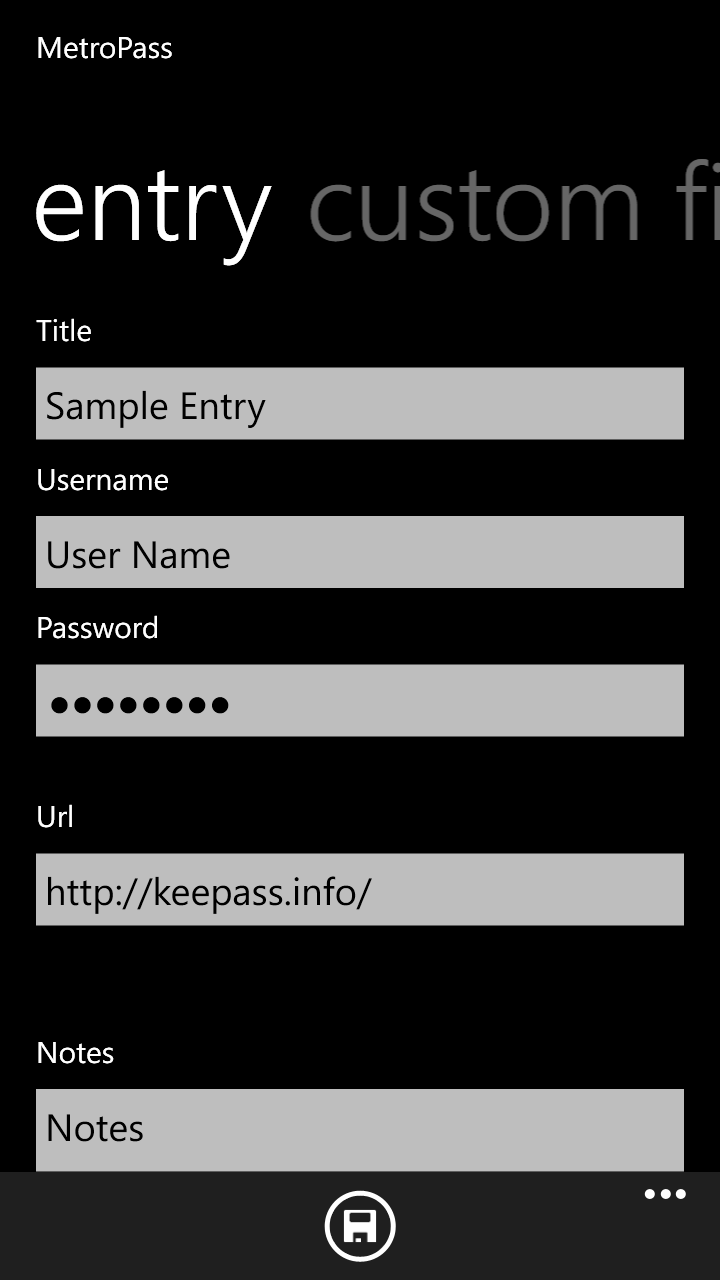 MetroPass
entry custom fi
Title
Sample Entry
Username
User Name
Password
●●●●●●●●
Url
http://keepass.info/
Notes
Notes